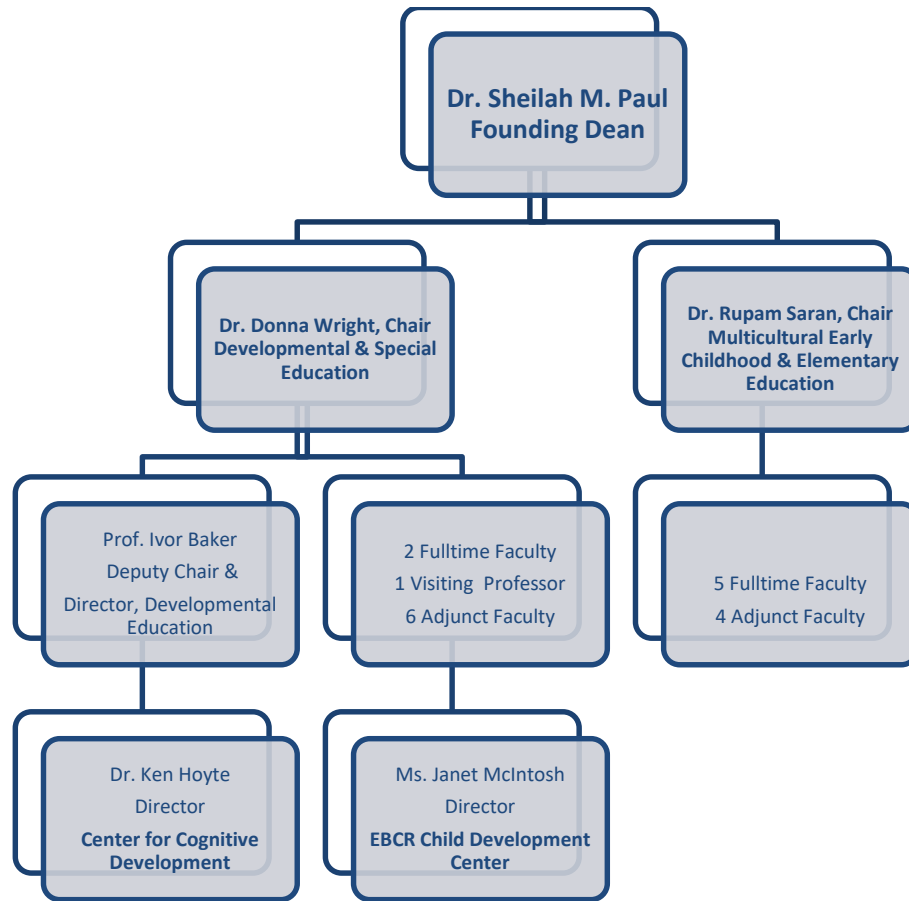 Dr. Sheilah M. Paul
Founding Dean
Dr. Donna Wright, Chair
Developmental & Special
Education
Dr. Rupam Saran, Chair
Multicultural Early
Childhood & Elementary
Education
Prof. Ivor Baker
Deputy Chair &
Director, Developmental
Education
2 Fulltime Faculty
1 Visiting Professor
6 Adjunct Faculty
5 Fulltime Faculty
4 Adjunct Faculty
Dr. Ken Hoyte
Director
Center for Cognitive
Development
Ms. Janet McIntosh
Director
EBCR Child Development
Center